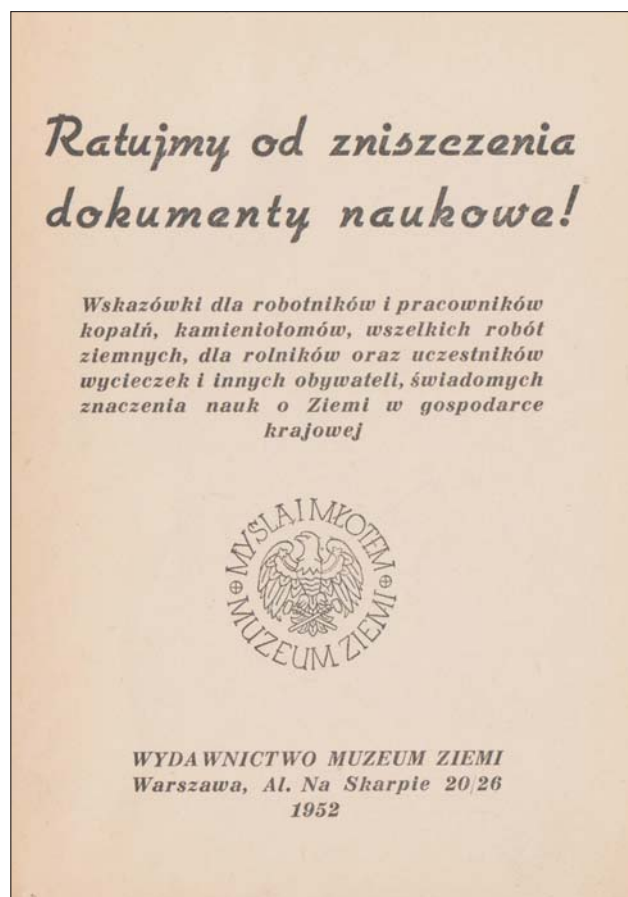 Ratujmy od zniszczenia
dokumenty naukowe!
Wskazówki dla robotników i pracowników
kopalń, kamieniołomów, wszelkich robót
ziemnych, dla rolników oraz uczestników
wycieczek i innych obywateli, świadomych
znaczenia nauk o Ziemi w gospodarce
krajowej
MYŚLĄ I MŁOTEM
MUZEUM ZIEMI
WYDAWNICTWO MUZEUM ZIEMI
Warszawa, Al. Na Skarpie 20/26
1952